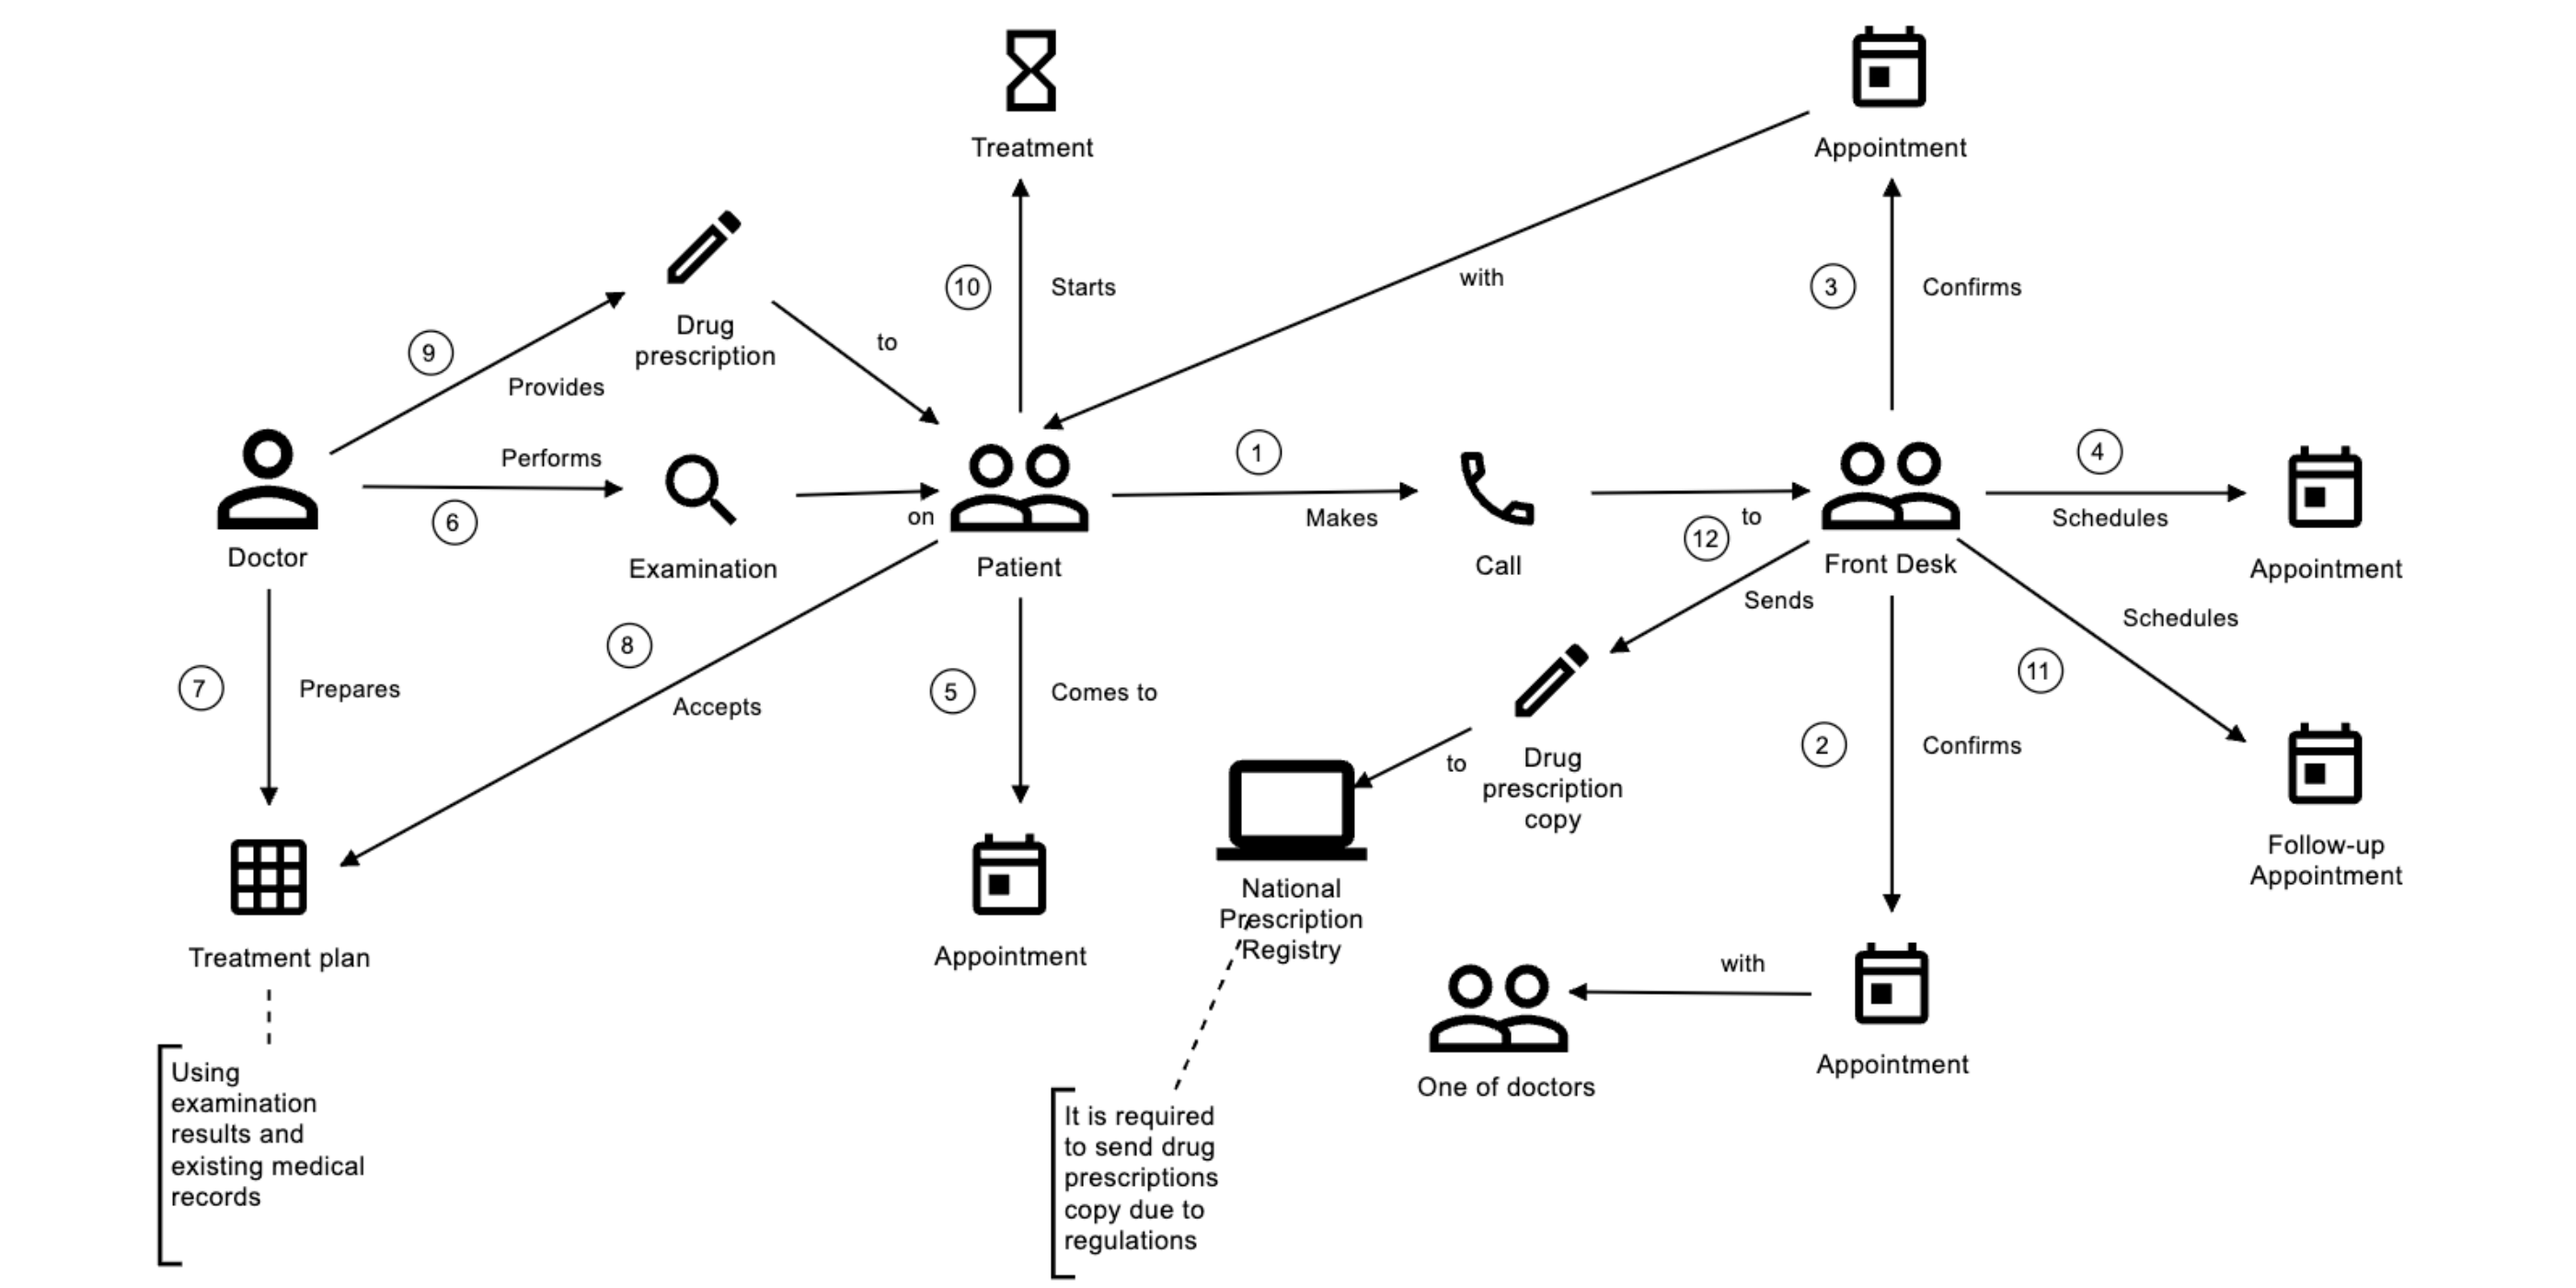 Treatment
Appointment
with
10
Starts
3
Confirms
Drug
prescription
to
9
Provides
Performs
6
Doctor
Examination
on
Patient
1
Makes
Call
12
to
Front Desk
4
Schedules
Appointment
Sends
Schedules
11
8
Accepts
7
Prepares
5
Comes to
2
Confirms
to
Drug
prescription
copy
National
Prescription
Registry
Follow-up
Appointment
Treatment plan
Appointment
with
One of doctors
Appointment
Using
examination
results and
existing medical
records
It is required
to send drug
prescriptions
copy due to
regulations